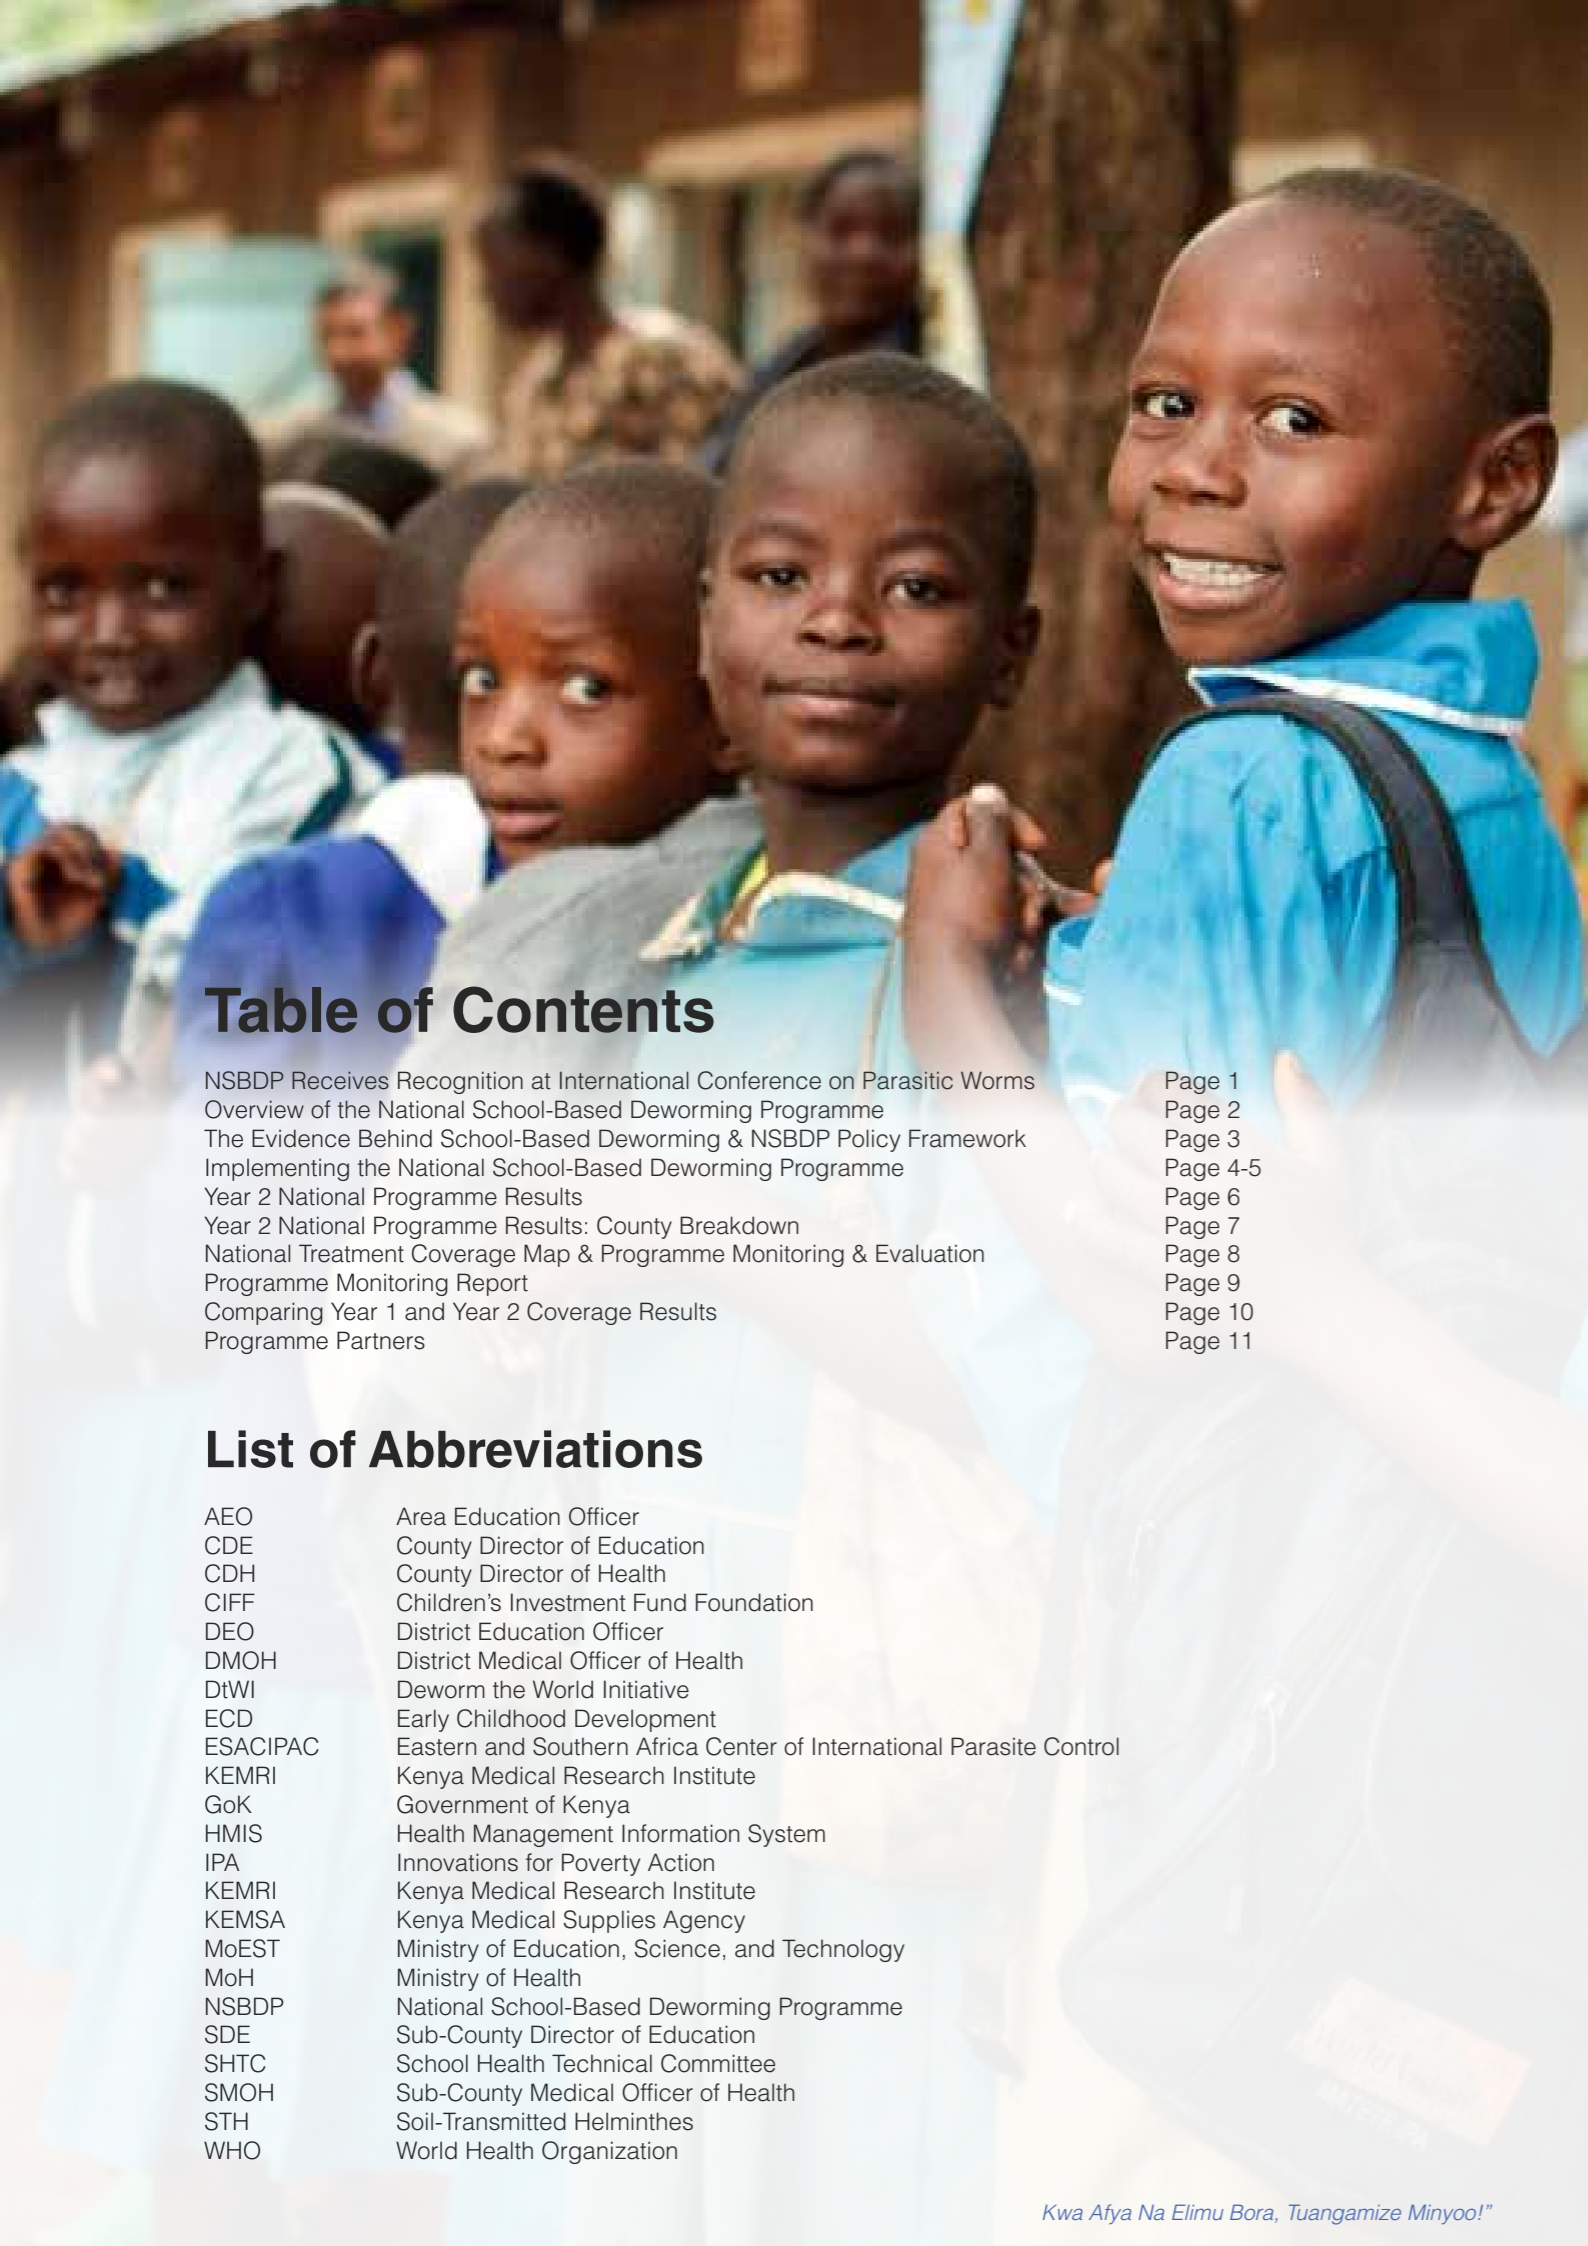 Table of Contents
NSBDP Receives Recognition at International Conference on Parasitic Worms Page 1
Overview of the National School-Based Deworming Programme Page 2
The Evidence Behind School-Based Deworming & NSBDP Policy Framework Page 3
Implementing the National School-Based Deworming Programme Page 4-5
Year 2 National Programme Results Page 6
Year 2 National Programme Results: County Breakdown Page 7
National Treatment Coverage Map & Programme Monitoring & Evaluation Page 8
Programme Monitoring Report Page 9
Comparing Year 1 and Year 2 Coverage Results Page 10
Programme Partners Page 11
List of Abbreviations
AEO Area Education Officer
CDE County Director of Education
CDH County Director of Health
CIFF Children’s Investment Fund Foundation
DEO District Education Officer
DMOH District Medical Officer of Health
DtWI Deworm the World Initiative
ECD Early Childhood Development
ESACIPAC Eastern and Southern Africa Center of International Parasite Control
KEMRI Kenya Medical Research Institute
GoK Government of Kenya
HMIS Health Management Information System
IPA Innovations for Poverty Action
KEMRI Kenya Medical Research Institute
KEMSA Kenya Medical Supplies Agency
MoEST Ministry of Education, Science, and Technology
MoH Ministry of Health
NSBDP National School-Based Deworming Programme
SDE Sub-County Director of Education
SHTC School Health Technical Committee
SMOH Sub-County Medical Officer of Health
STH Soil-Transmitted Helminthes
WHO World Health Organization
Kwa Afya Na Elimu Bora, Tuangamize Minyoo!”